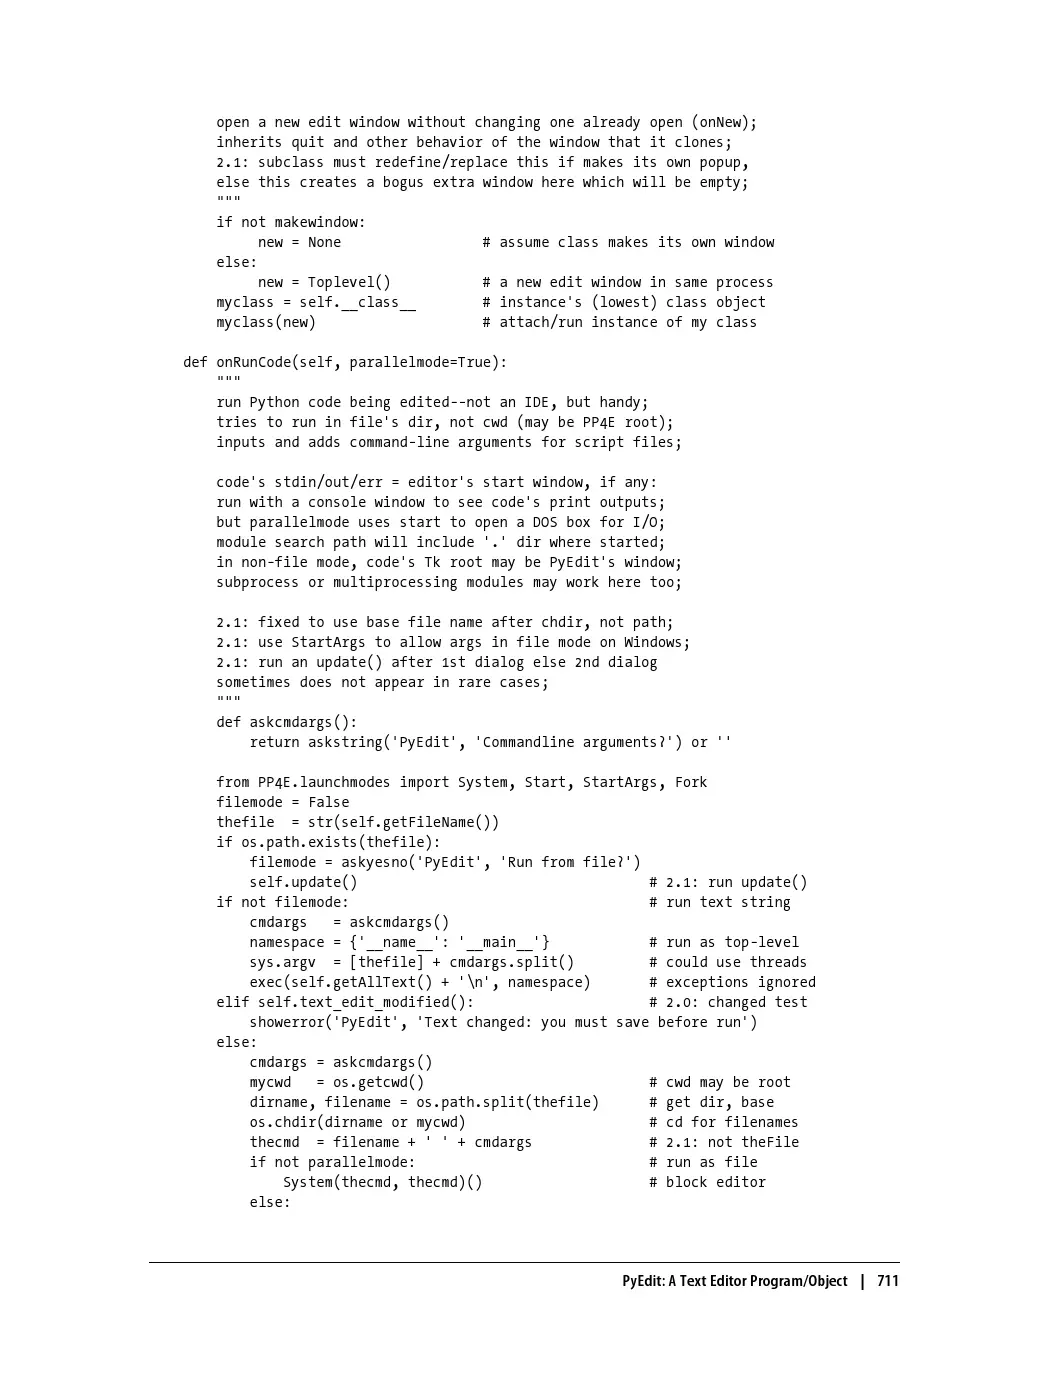 open a new edit window without changing one already open (onNew);
inherits quit and other behavior of the window that it clones;
2.1: subclass must redefine/replace this if makes its own popup,
else this creates a bogus extra window here which will be empty;
"""
if not makewindow:
     new = None                 # assume class makes its own window
else:
     new = Toplevel()           # a new edit window in same process
myclass = self.__class__        # instance's (lowest) class object
myclass(new)                    # attach/run instance of my class

def onRunCode(self, parallelmode=True):
    """
    run Python code being edited--not an IDE, but handy;
    tries to run in file's dir, not cwd (may be PP4E root);
    inputs and adds command-line arguments for script files;

    code's stdin/out/err = editor's start window, if any:
    run with a console window to see code's print outputs;
    but parallelmode uses start to open a DOS box for I/O;
    module search path will include '.' dir where started;
    in non-file mode, code's Tk root may be PyEdit's window;
    subprocess or multiprocessing modules may work here too;

    2.1: fixed to use base file name after chdir, not path;
    2.1: use StartArgs to allow args in file mode on Windows;
    2.1: run an update() after 1st dialog else 2nd dialog
    sometimes does not appear in rare cases;
    """
    def askcmdargs():
        return askstring('PyEdit', 'Commandline arguments?') or ''

    from PP4E.launchmodes import System, Start, StartArgs, Fork
    filemode = False
    thefile  = str(self.getFileName())
    if os.path.exists(thefile):
        filemode = askyesno('PyEdit', 'Run from file?')
        self.update()                                   # 2.1: run update()
    if not filemode:                                    # run text string
        cmdargs   = askcmdargs()
        namespace = {'__name__': '__main__'}            # run as top-level
        sys.argv  = [thefile] + cmdargs.split()         # could use threads
        exec(self.getAllText() + '\n', namespace)       # exceptions ignored
    elif self.text_edit_modified():                     # 2.0: changed test
        showerror('PyEdit', 'Text changed: you must save before run')
    else:
        cmdargs = askcmdargs()
        mycwd   = os.getcwd()                           # cwd may be root
        dirname, filename = os.path.split(thefile)      # get dir, base
        os.chdir(dirname or mycwd)                      # cd for filenames
        thecmd  = filename + ' ' + cmdargs              # 2.1: not theFile
        if not parallelmode:                            # run as file
            System(thecmd, thecmd)()                    # block editor
        else:
PyEdit: A Text Editor Program/Object | 711